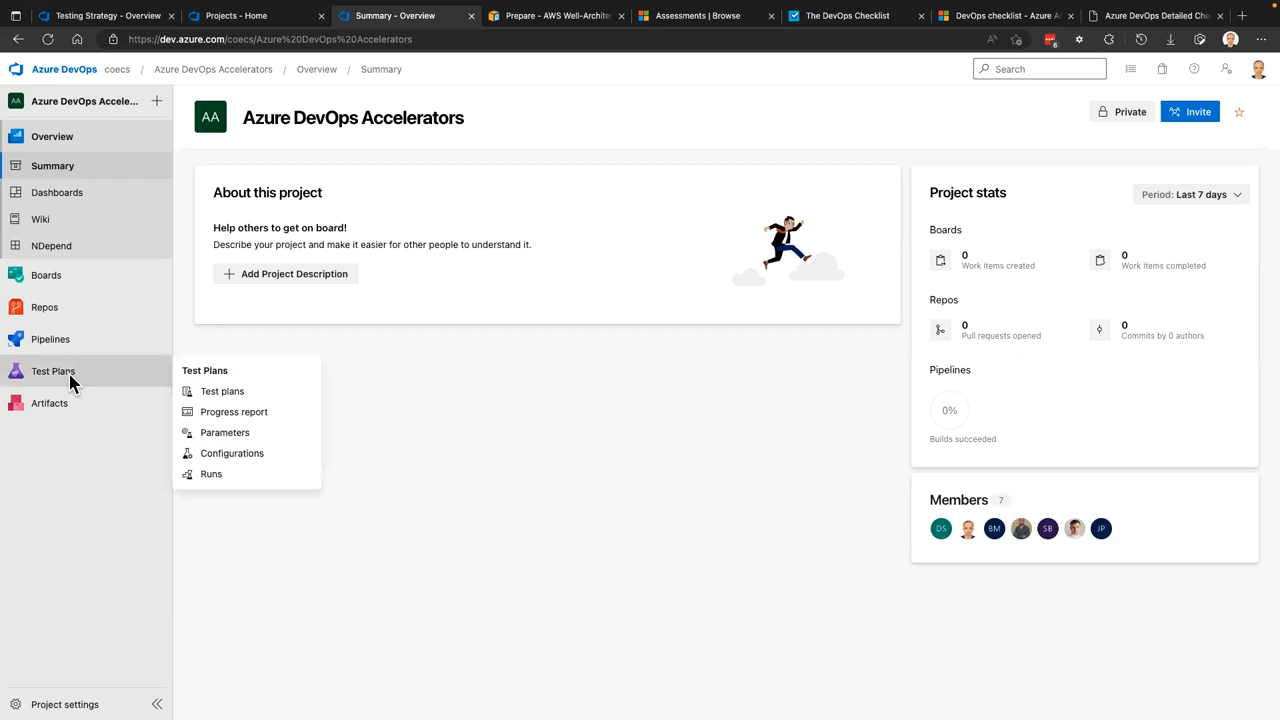 Testing Strategy - Overview
Projects - Home
Summary - Overview
Prepare - AWS Well-Archite
Assessments | Browse
The DevOps Checklist
DevOps checklist - Azure A
Azure DevOps Detailed Che
https://dev.azure.com/coecs/Azure%20DevOps%20Accelerators
6
Azure DevOps
coecs / Azure DevOps Accelerators / Overview / Summary
Search
AA
Azure DevOps Accele...
Overview
Summary
Dashboards
Wiki
NDepend
Boards
Repos
Pipelines
Test Plans
Artifacts
Project settings
Test Plans
Test plans
Progress report
Parameters
Configurations
Runs
AA
Azure DevOps Accelerators
Private
Invite
About this project
Help others to get on board!
Describe your project and make it easier for other people to understand it.
Add Project Description
Project stats
Period: Last 7 days
Boards
0
Work items created
0
Work items completed
Repos
0
Pull requests opened
0
Commits by 0 authors
Pipelines
0%
Builds succeeded
Members 7
DS
BM
SB
JP